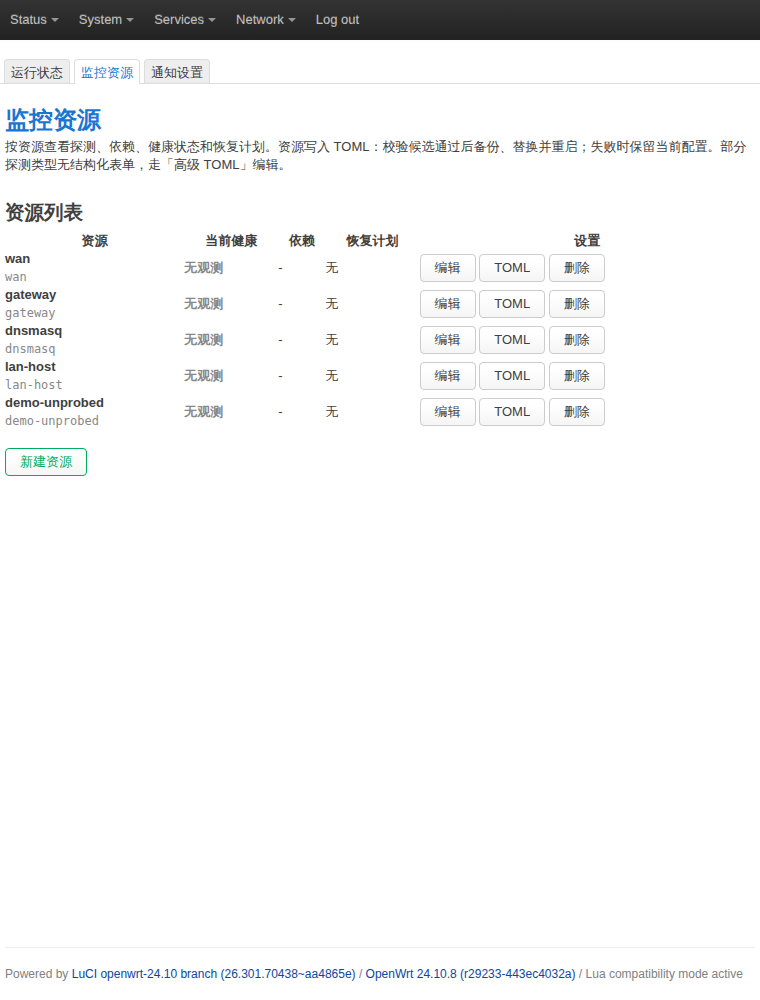 Status System Services Network Log out
运行状态 监控资源 通知设置
监控资源
按资源查看探测、依赖、健康状态和恢复计划。资源写入 TOML：校验候选通过后备份、替换并重启；失败时保留当前配置。部分
探测类型无结构化表单，走「高级 TOML」编辑。
资源列表
资源 当前健康 依赖 恢复计划 设置
wan
wan 无观测 - 无 编辑 TOML 删除
gateway
gateway 无观测 - 无 编辑 TOML 删除
dnsmasq
dnsmasq 无观测 - 无 编辑 TOML 删除
lan-host
lan-host 无观测 - 无 编辑 TOML 删除
demo-unprobed
demo-unprobed 无观测 - 无 编辑 TOML 删除
新建资源
Powered by LuCI openwrt-24.10 branch (26.301.70438~aa4865e) / OpenWrt 24.10.8 (r29233-443ec4032a) / Lua compatibility mode active